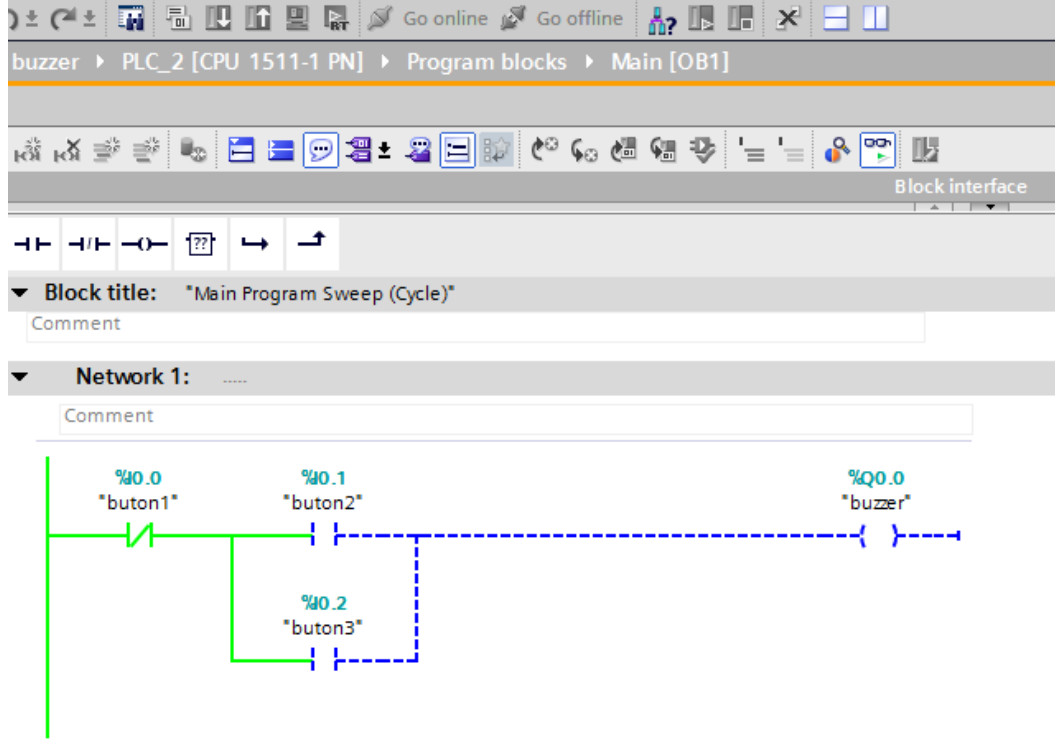 Go online Go offline
buzzer PLC_2 [CPU 1511-1 PN] Program blocks Main [OB1]
Block interface
??
Block title: "Main Program Sweep (Cycle)"
Comment
Network 1: .....
Comment
%I0.0 %I0.1 %Q0.0
"buton1" "buton2" "buzzer"
%I0.2
"buton3"